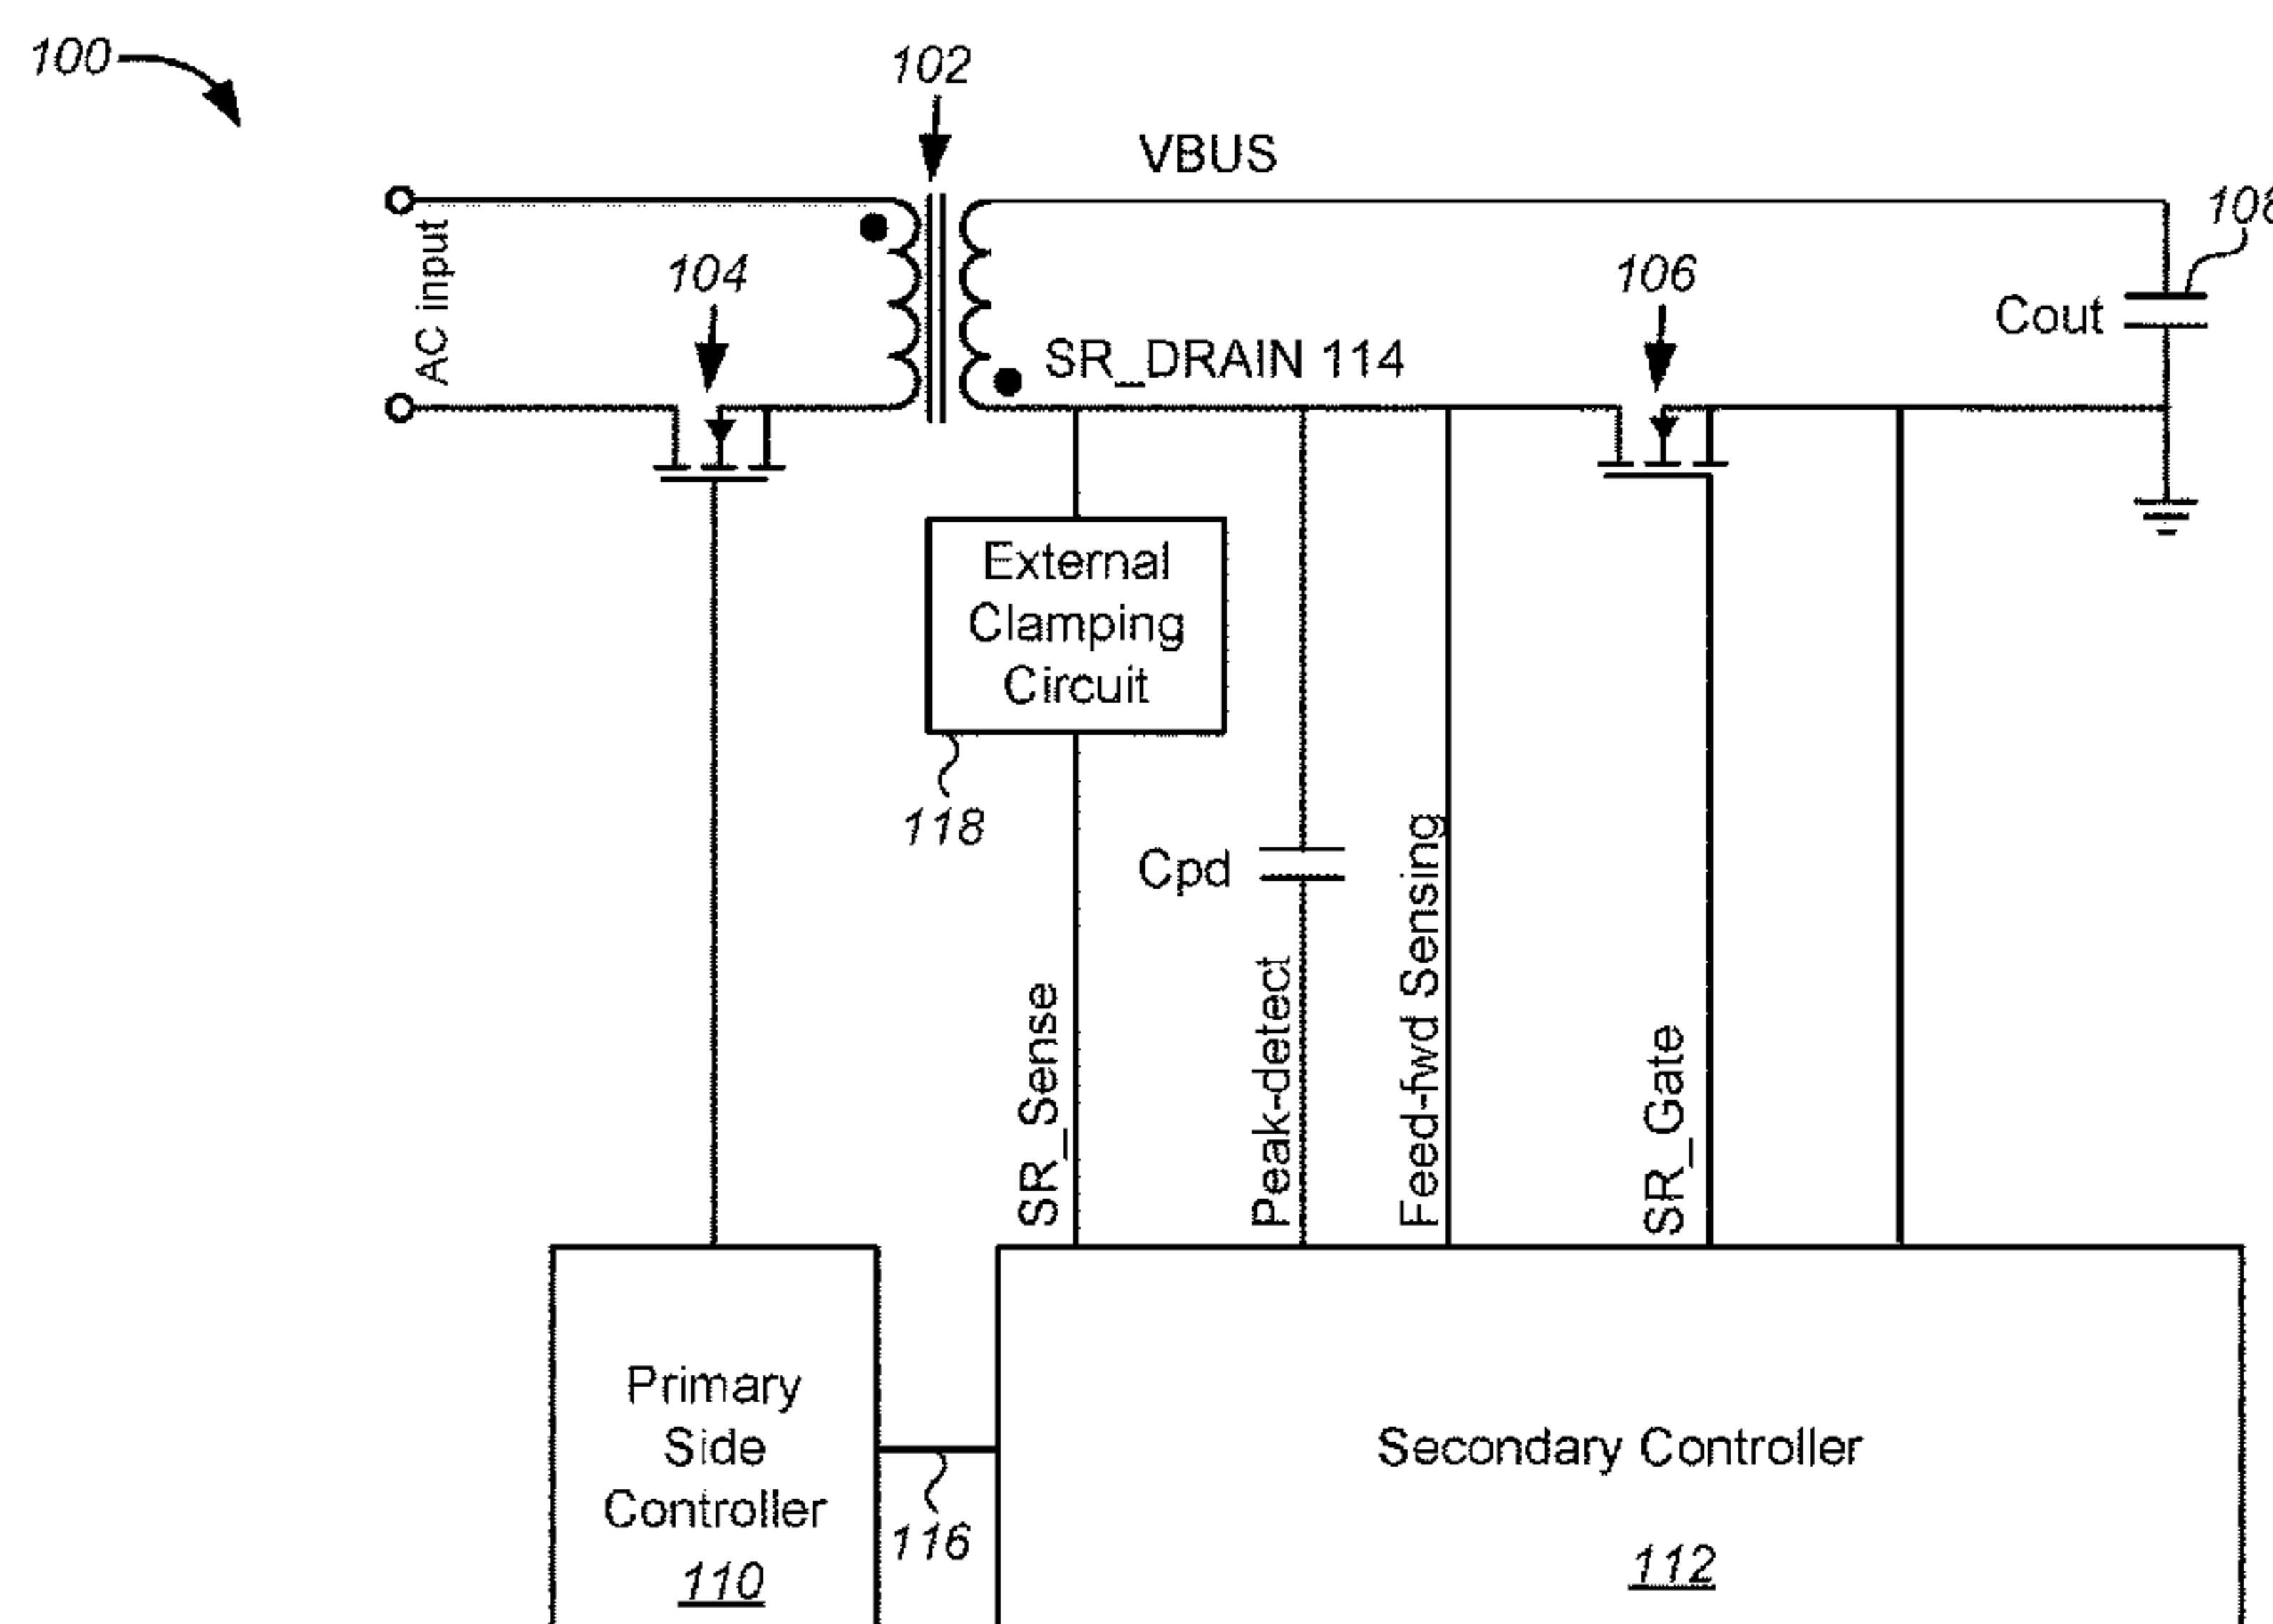 100
102
VBUS
108
AC input
104
106
Cout
SR_DRAIN 114
External
Clamping
Circuit
118
Cpd
SR_Sense
Peak-detect
Feed-fwd Sensing
SR_Gate
Primary
Side
Controller
110
116
Secondary Controller
112